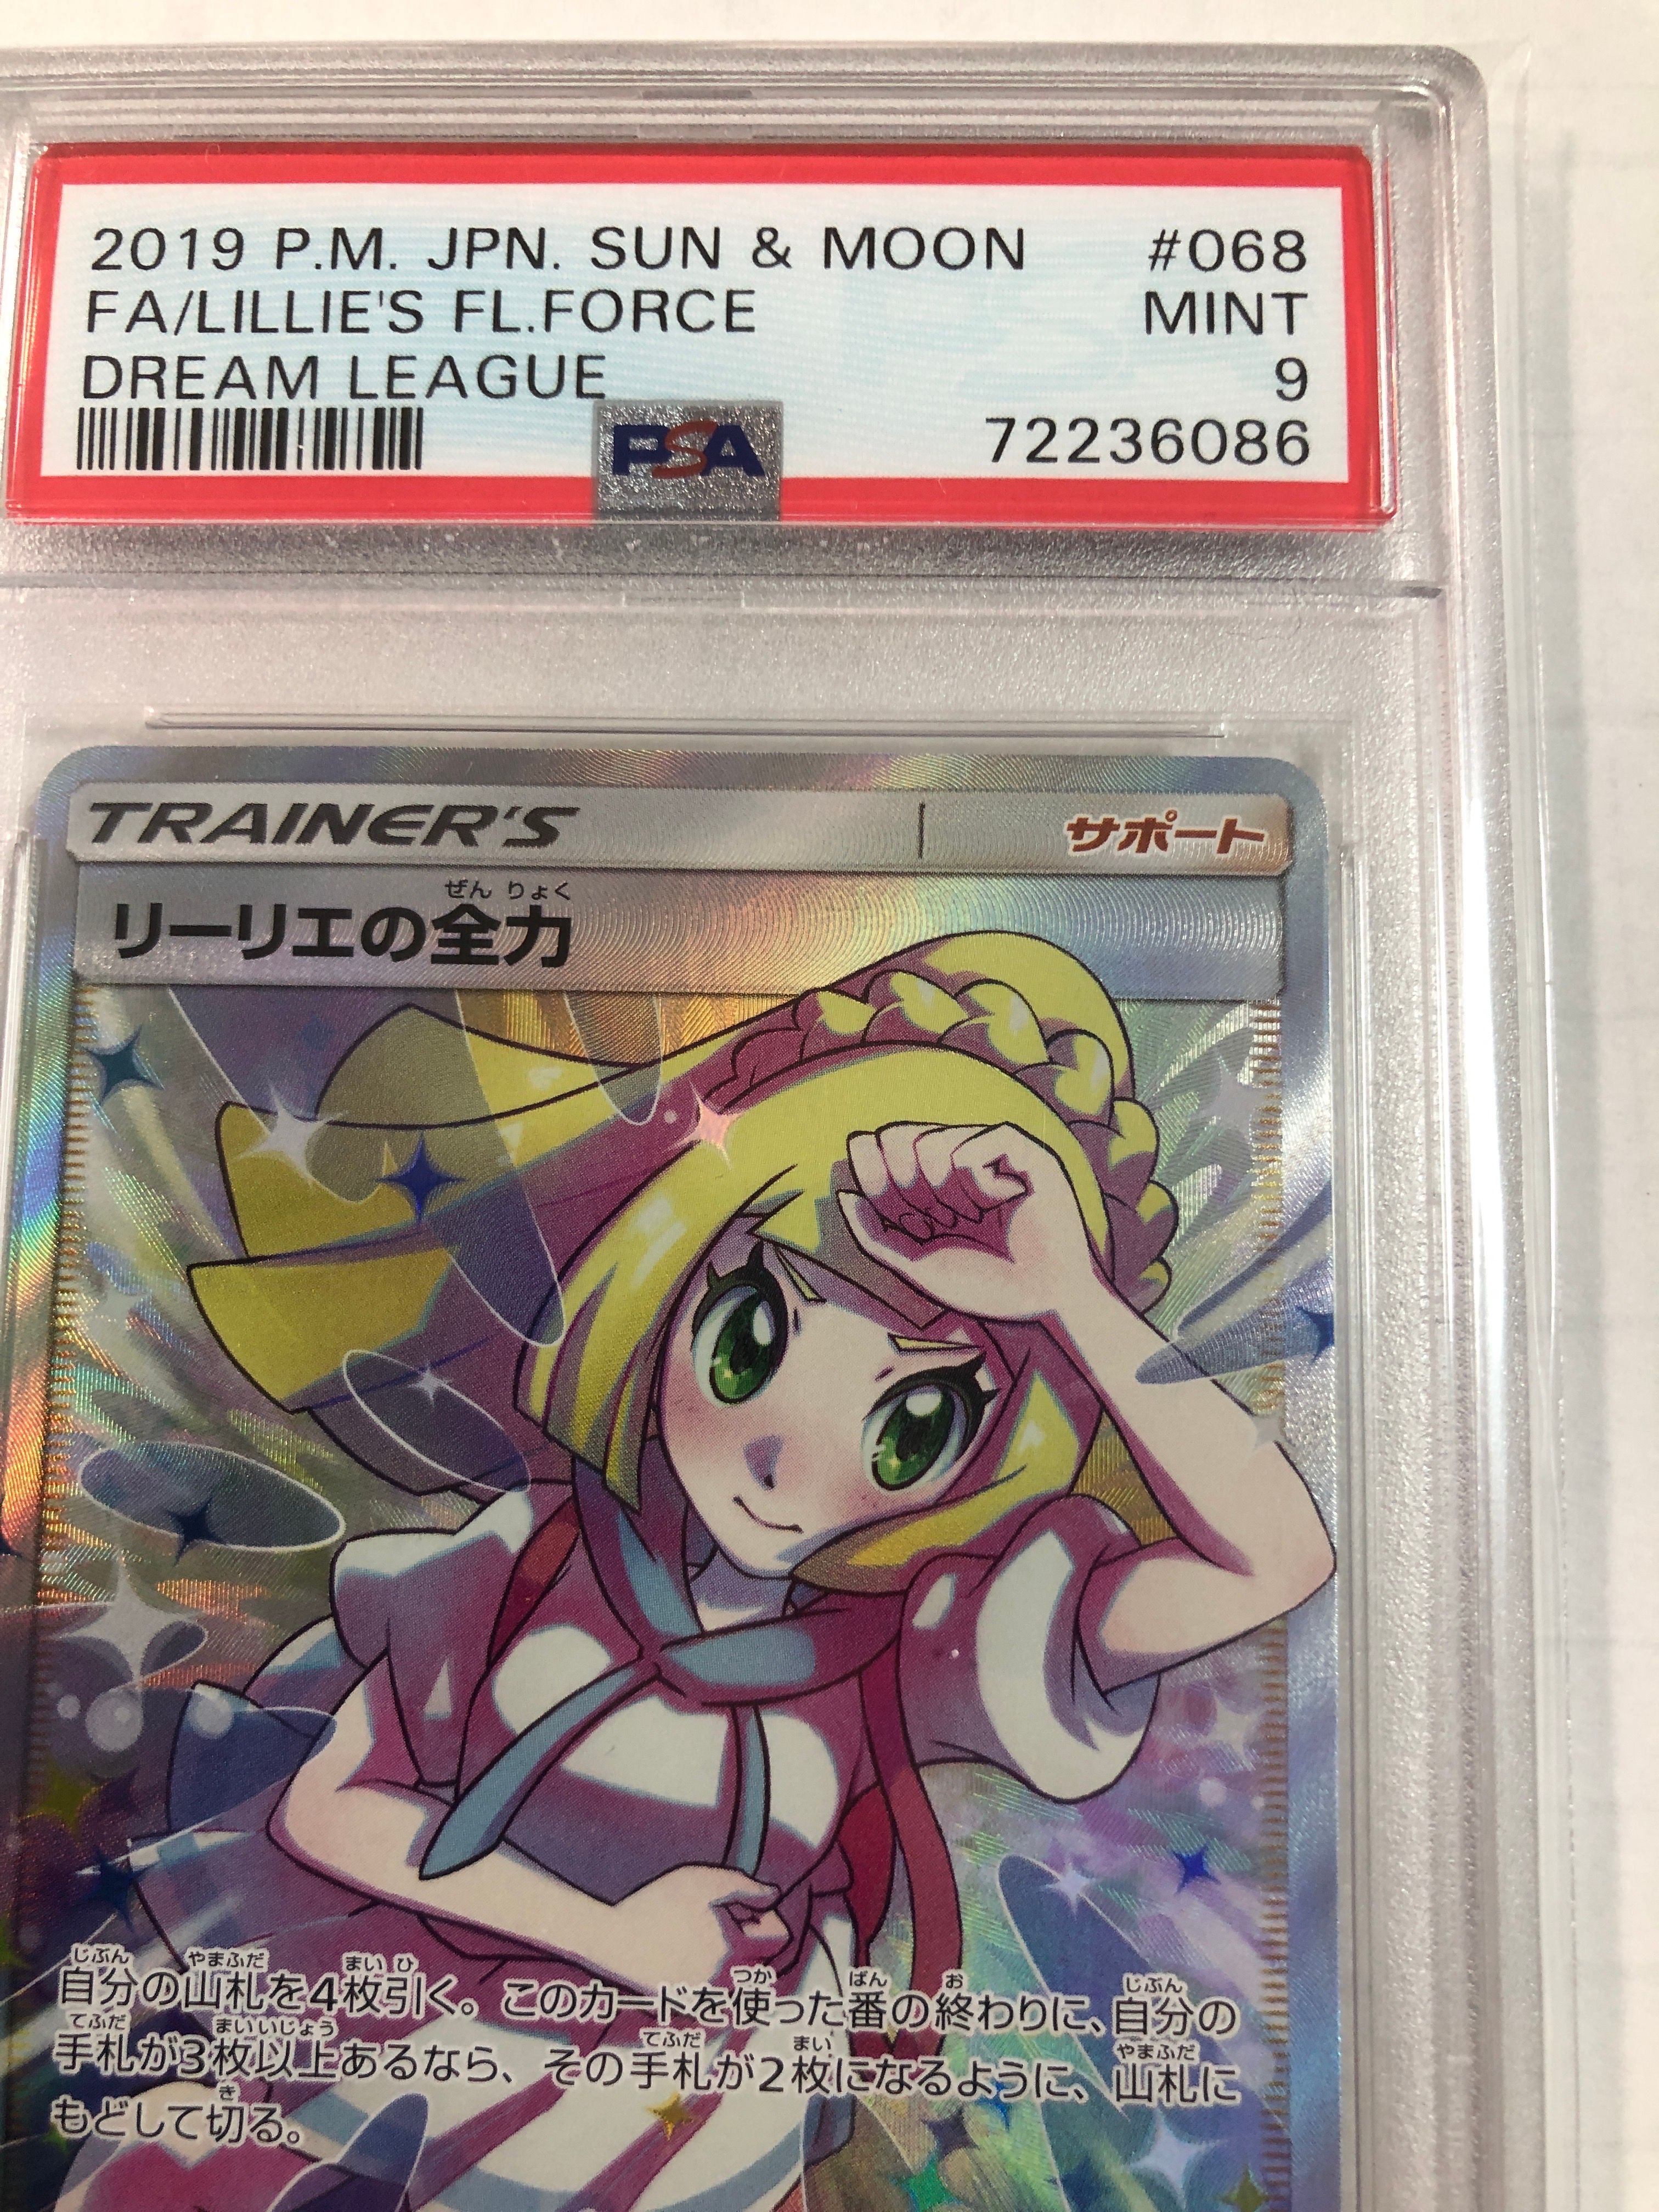 2019 P.M. JPN. SUN & MOON #068
FA/LILLIE'S FL.FORCE MINT
DREAM LEAGUE 9
PSA 72236086
TRAINER'S サポート
ぜん りょく
リーリエの全力
じぶん やまふだ まい ひ つか ばん お じぶん
自分の山札を4枚引く。このカードを使った番の終わりに、自分の
てふだ まいいじょう てふだ まい やまふだ
手札が3枚以上あるなら、その手札が2枚になるように、山札に
き
もどして切る。